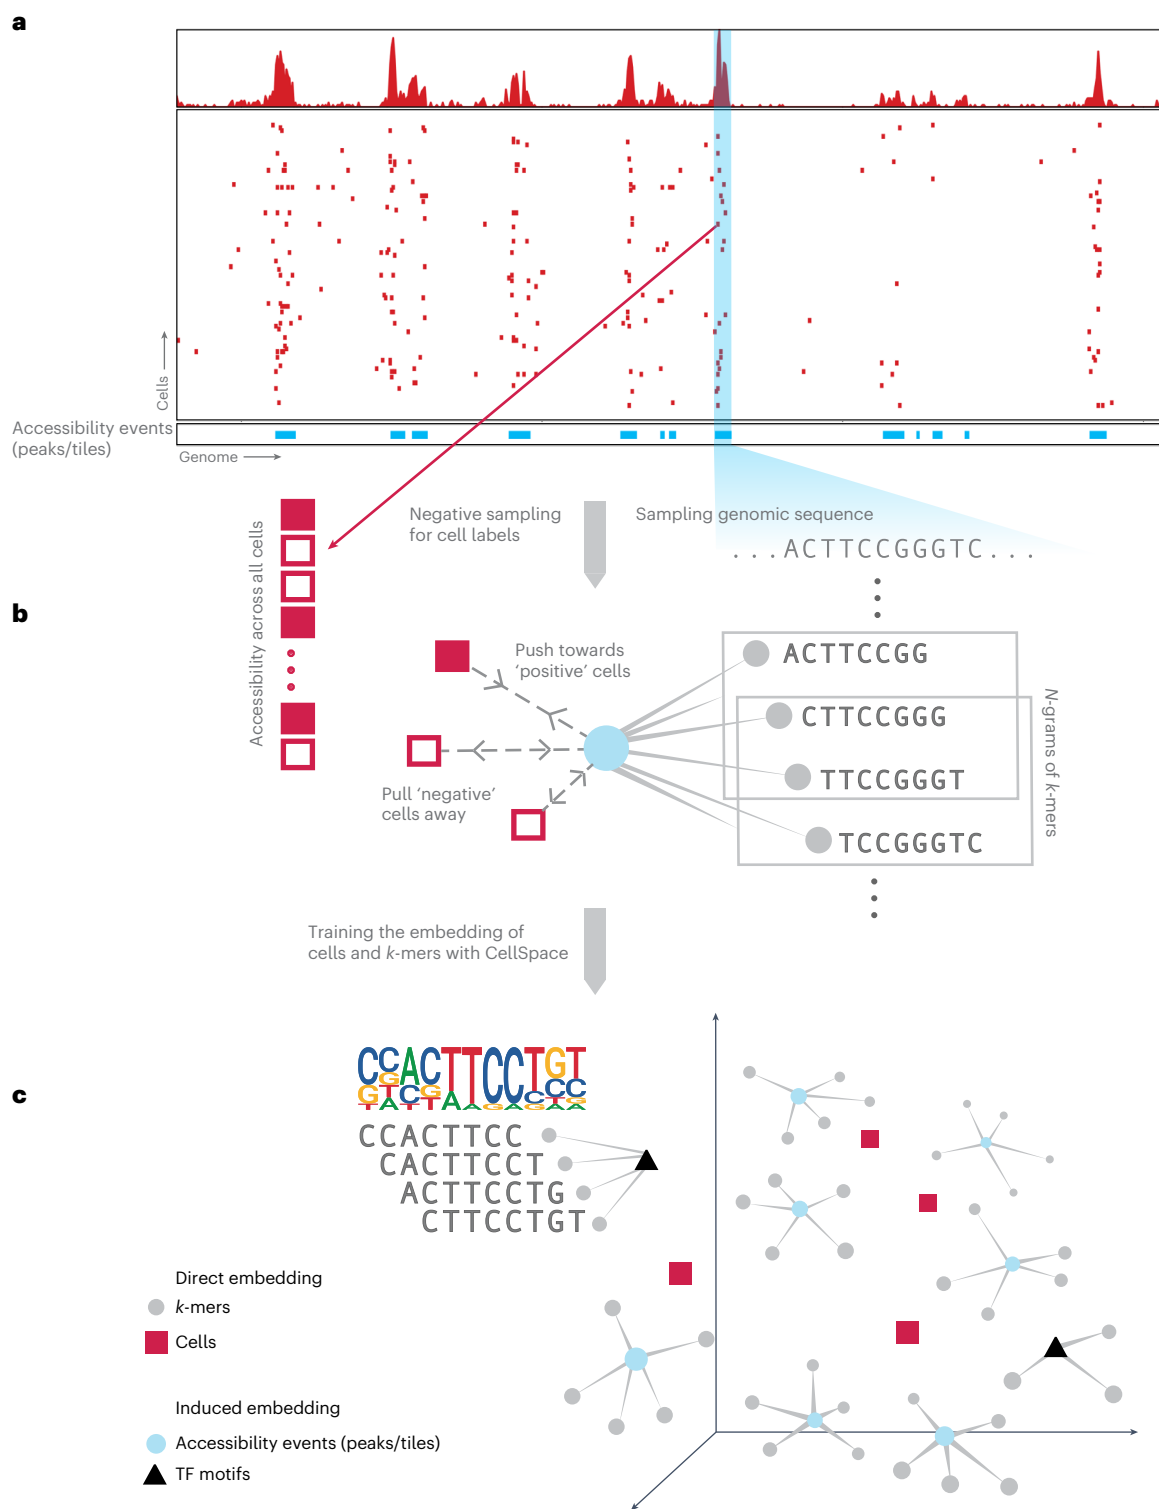 a
Cells
Accessibility events
(peaks/tiles)
Genome
Accessibility across all cells
Negative sampling
for cell labels
Sampling genomic sequence
...ACTTCCGGGTC...
b
Push towards
‘positive’ cells
Pull ‘negative’
cells away
ACTTCCGG
CTTCCGGG
TTCCGGGT
TCCGGGTC
N-grams of k-mers
Training the embedding of
cells and k-mers with CellSpace
c
CCACTTCCTGT
CCACTTCC
CACTTCCT
ACTTCCTG
CTTCCTGT
Direct embedding
k-mers
Cells
Induced embedding
Accessibility events (peaks/tiles)
TF motifs